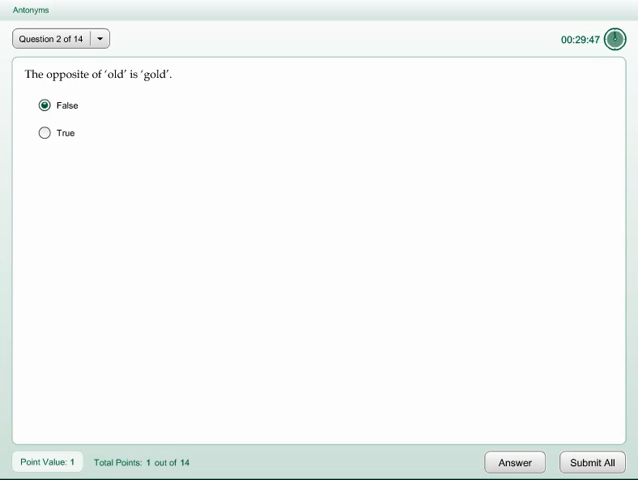 Antonyms
Question 2 of 14
00:29:47
The opposite of ‘old’ is ‘gold’.
False
True
Point Value: 1
Total Points: 1 out of 14
Answer
Submit All